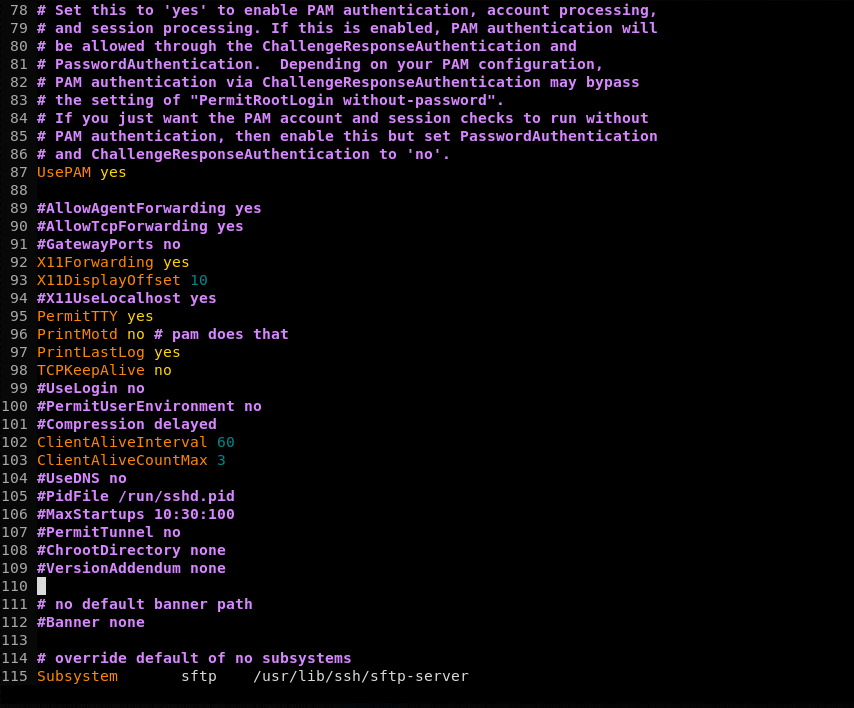 78 # Set this to 'yes' to enable PAM authentication, account processing,
79 # and session processing. If this is enabled, PAM authentication will
80 # be allowed through the ChallengeResponseAuthentication and
81 # PasswordAuthentication.  Depending on your PAM configuration,
82 # PAM authentication via ChallengeResponseAuthentication may bypass
83 # the setting of "PermitRootLogin without-password".
84 # If you just want the PAM account and session checks to run without
85 # PAM authentication, then enable this but set PasswordAuthentication
86 # and ChallengeResponseAuthentication to 'no'.
87 UsePAM yes
88
89 #AllowAgentForwarding yes
90 #AllowTcpForwarding yes
91 #GatewayPorts no
92 X11Forwarding yes
93 X11DisplayOffset 10
94 #X11UseLocalhost yes
95 PermitTTY yes
96 PrintMotd no # pam does that
97 PrintLastLog yes
98 TCPKeepAlive no
99 #UseLogin no
100 #PermitUserEnvironment no
101 #Compression delayed
102 ClientAliveInterval 60
103 ClientAliveCountMax 3
104 #UseDNS no
105 #PidFile /run/sshd.pid
106 #MaxStartups 10:30:100
107 #PermitTunnel no
108 #ChrootDirectory none
109 #VersionAddendum none
110
111 # no default banner path
112 #Banner none
113
114 # override default of no subsystems
115 Subsystem       sftp    /usr/lib/ssh/sftp-server